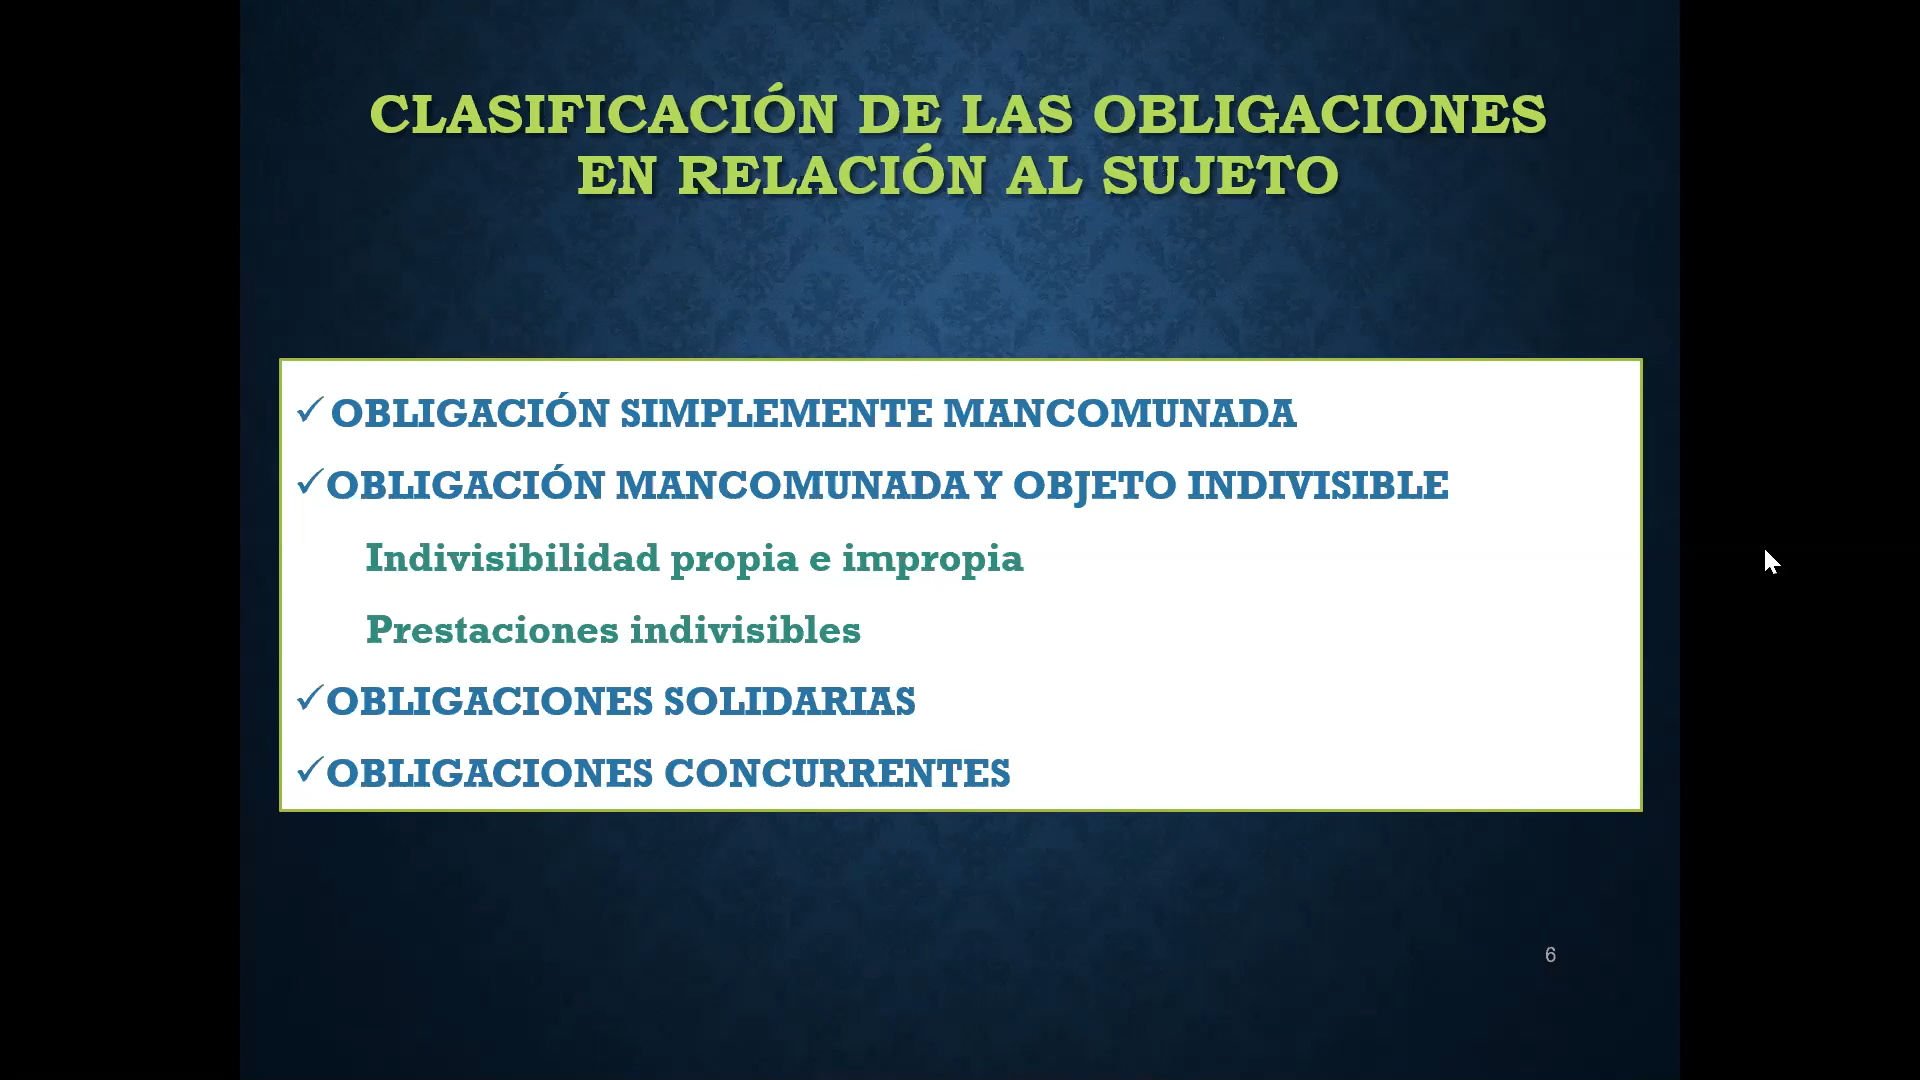 CLASIFICACIÓN DE LAS OBLIGACIONES
EN RELACIÓN AL SUJETO
✓ OBLIGACIÓN SIMPLEMENTE MANCOMUNADA
✓ OBLIGACIÓN MANCOMUNADA Y OBJETO INDIVISIBLE
Indivisibilidad propia e impropia
Prestaciones indivisibles
✓ OBLIGACIONES SOLIDARIAS
✓ OBLIGACIONES CONCURRENTES
6